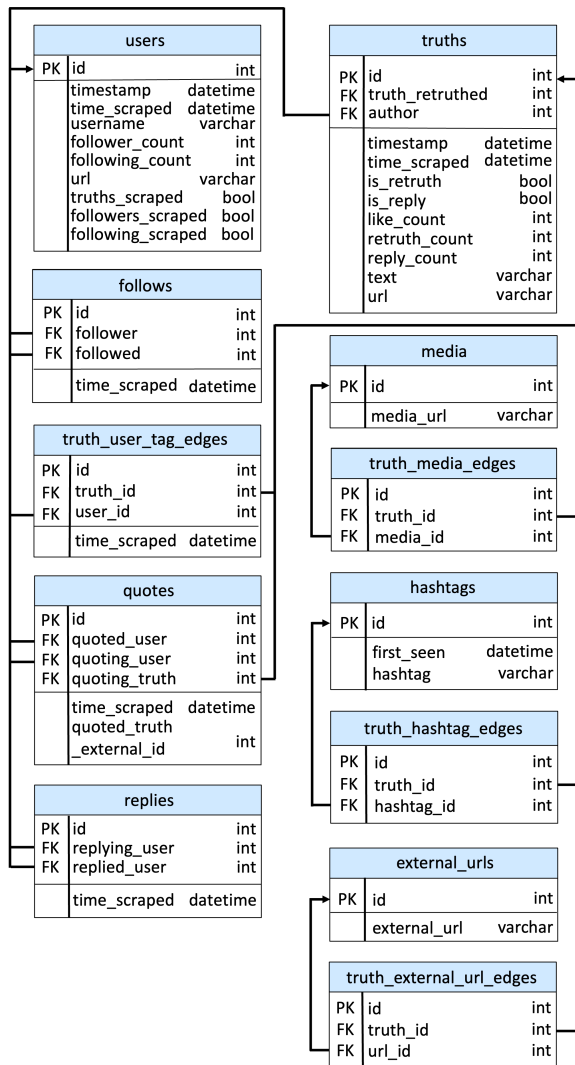 users
PK id int
timestamp datetime
time_scraped datetime
username varchar
follower_count int
following_count int
url varchar
truths_scraped bool
followers_scraped bool
following_scraped bool
follows
PK id int
FK follower int
FK followed int
time_scraped datetime
truth_user_tag_edges
PK id int
FK truth_id int
FK user_id int
time_scraped datetime
quotes
PK id int
FK quoted_user int
FK quoting_user int
FK quoting_truth int
time_scraped datetime
quoted_truth
_external_id int
replies
PK id int
FK replying_user int
FK replied_user int
time_scraped datetime
truths
PK id int
FK truth_retruthed int
FK author int
timestamp datetime
time_scraped datetime
is_retruth bool
is_reply bool
like_count int
retruth_count int
reply_count int
text varchar
url varchar
media
PK id int
media_url varchar
truth_media_edges
PK id int
FK truth_id int
FK media_id int
hashtags
PK id int
first_seen datetime
hashtag varchar
truth_hashtag_edges
PK id int
FK truth_id int
FK hashtag_id int
external_urls
PK id int
external_url varchar
truth_external_url_edges
PK id int
FK truth_id int
FK url_id int